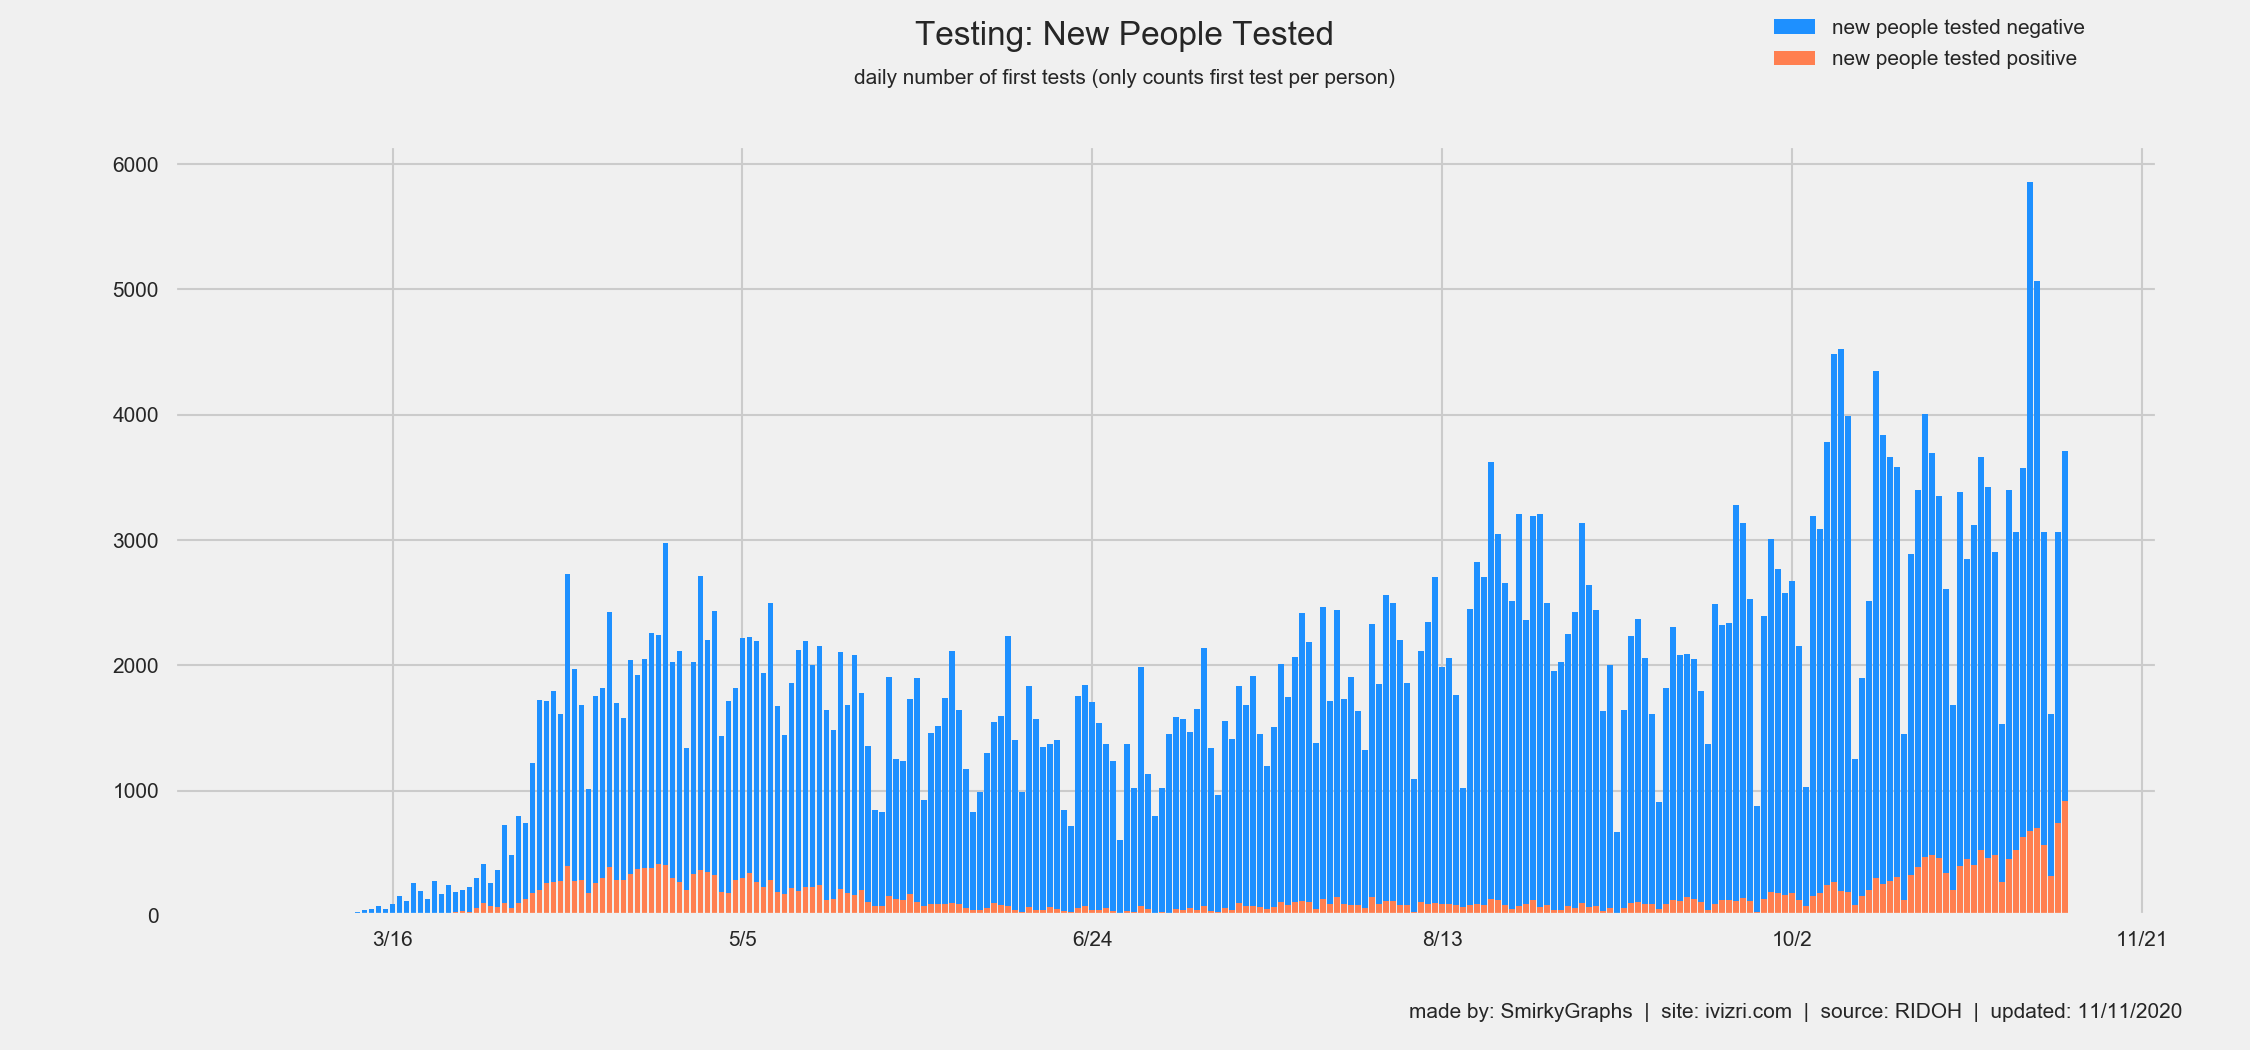 Testing: New People Tested
daily number of first tests (only counts first test per person)
new people tested negative
new people tested positive
6000
5000
4000
3000
2000
1000
0
3/16
5/5
6/24
8/13
10/2
11/21
made by: SmirkyGraphs | site: ivizri.com | source: RIDOH | updated: 11/11/2020